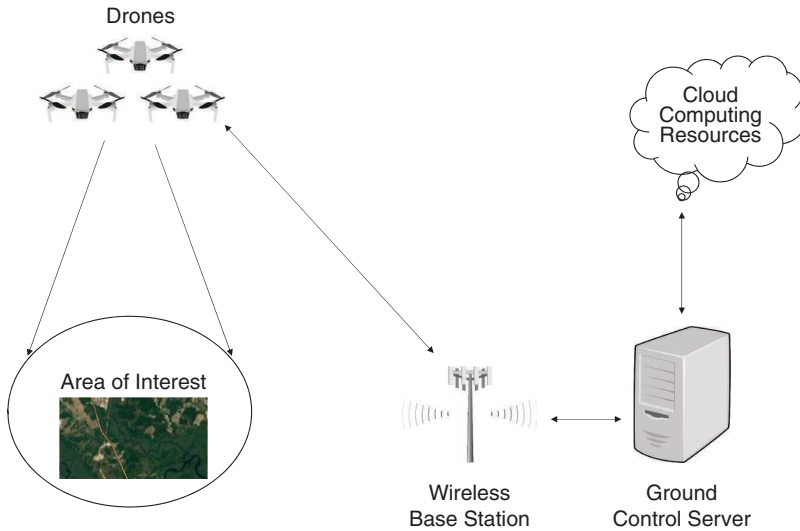 Drones
Cloud
Computing
Resources
Area of Interest
Wireless
Base Station
Ground
Control Server